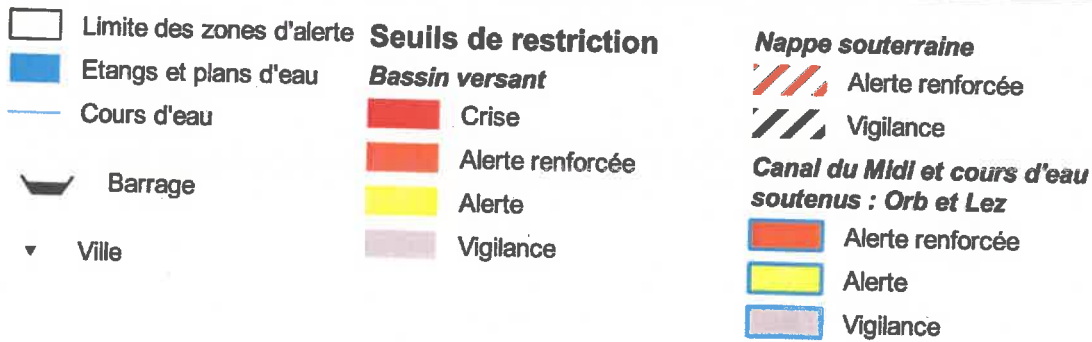 Limite des zones d'alerte
Etangs et plans d'eau
Cours d'eau
Barrage
Ville
Seuils de restriction
Bassin versant
Crise
Alerte renforcée
Alerte
Vigilance
Nappe souterraine
Alerte renforcée
Vigilance
Canal du Midi et cours d'eau
soutenus : Orb et Lez
Alerte renforcée
Alerte
Vigilance